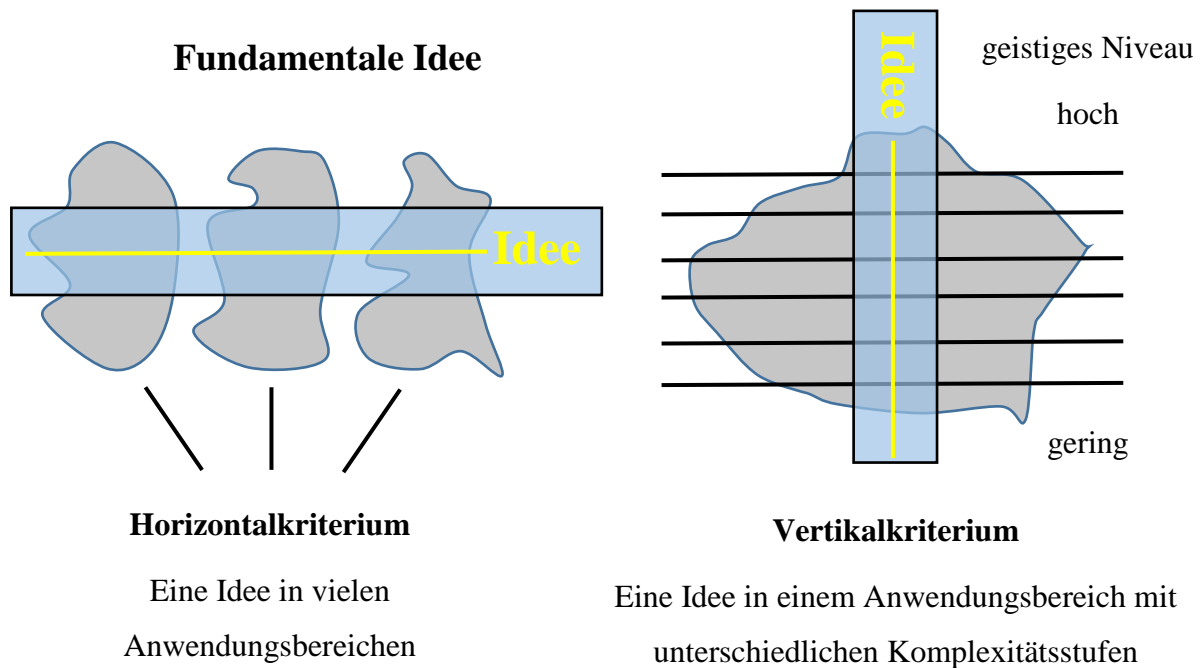 Fundamentale Idee
Idee
Horizontalkriterium
Eine Idee in vielen
Anwendungsbereichen
Idee
geistiges Niveau
hoch
gering
Vertikalkriterium
Eine Idee in einem Anwendungsbereich mit
unterschiedlichen Komplexitätsstufen